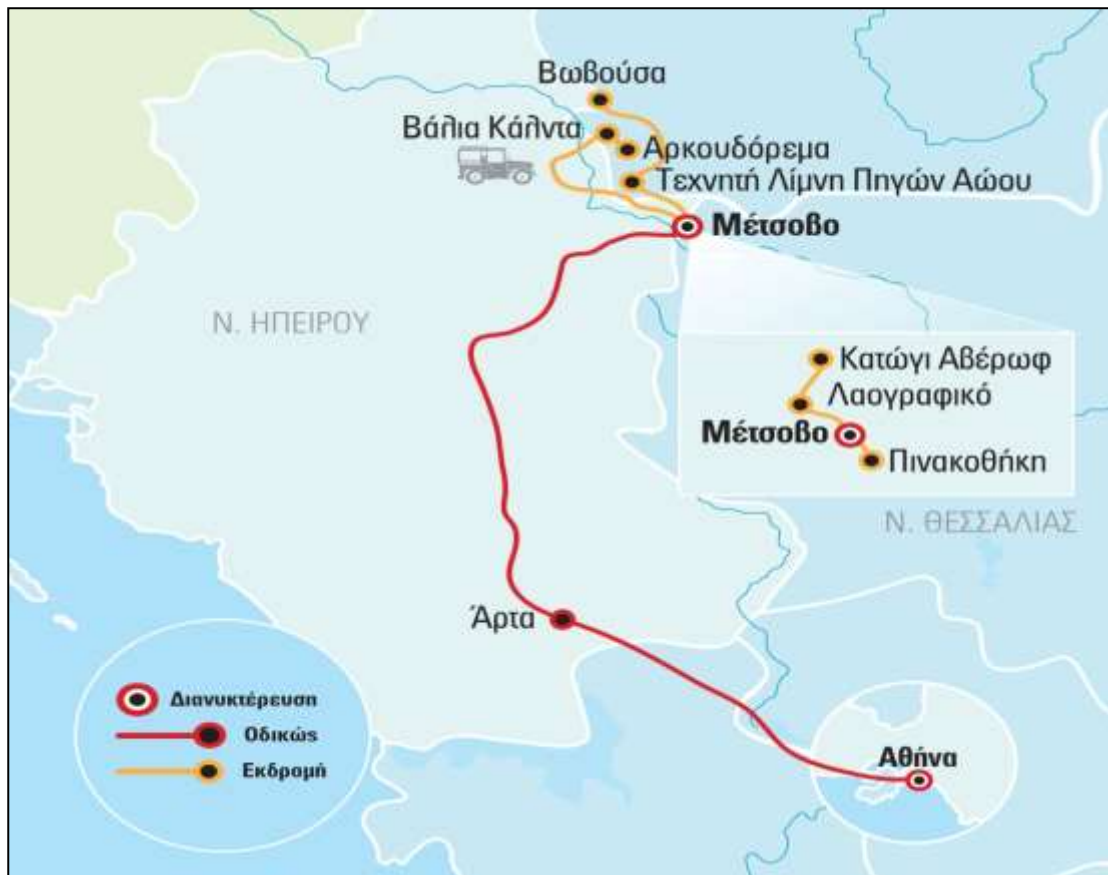 Βωβούσα
Βάλια Κάλντα
Αρκουδόρεμα
Τεχνητή Λίμνη Πηγών Αώου
Μέτσοβο
Ν. ΗΠΕΙΡΟΥ
Κατώγι Αβέρωφ
Λαογραφικό
Μέτσοβο
Πινακοθήκη
Ν. ΘΕΣΣΑΛΙΑΣ
Άρτα
Διανυκτέρευση
Οδικώς
Εκδρομή
Αθήνα